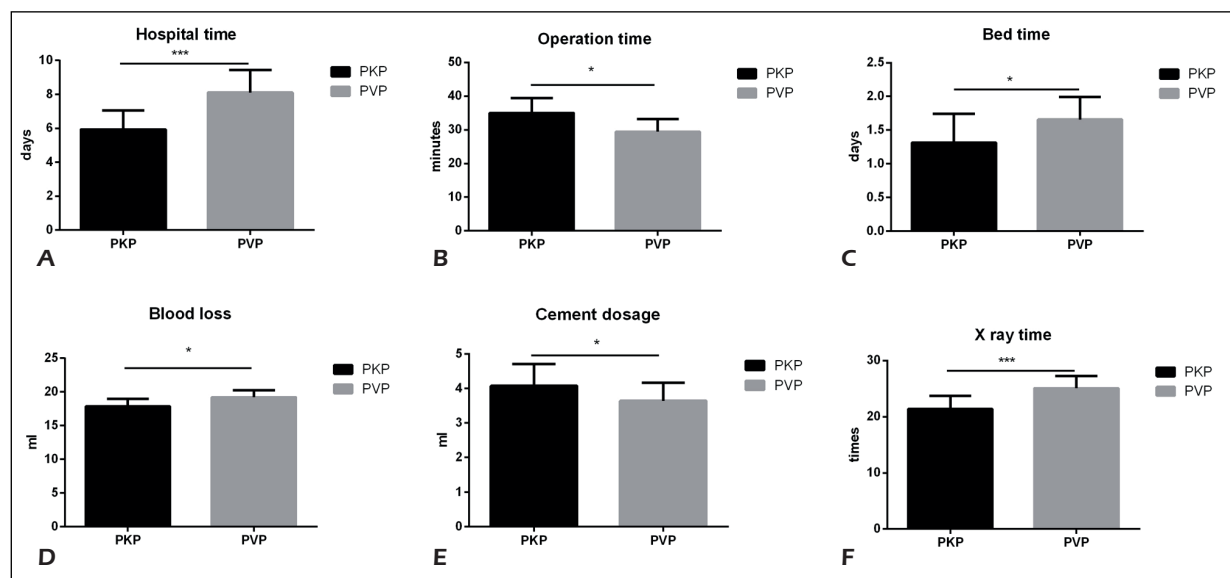 Hospital time
***
days
8
6
4
2
0
PKP
PVP
PKP
PVP
A
Operation time
*
minutes
50
40
30
20
10
0
PKP
PVP
PKP
PVP
B
Bed time
*
days
2.5
2.0
1.5
1.0
0.5
0.0
PKP
PVP
PKP
PVP
C
Blood loss
*
ml
25
20
15
10
5
0
PKP
PVP
PKP
PVP
D
Cement dosage
*
ml
5
4
3
2
1
0
PKP
PVP
PKP
PVP
E
X ray time
***
times
30
20
10
0
PKP
PVP
PKP
PVP
F